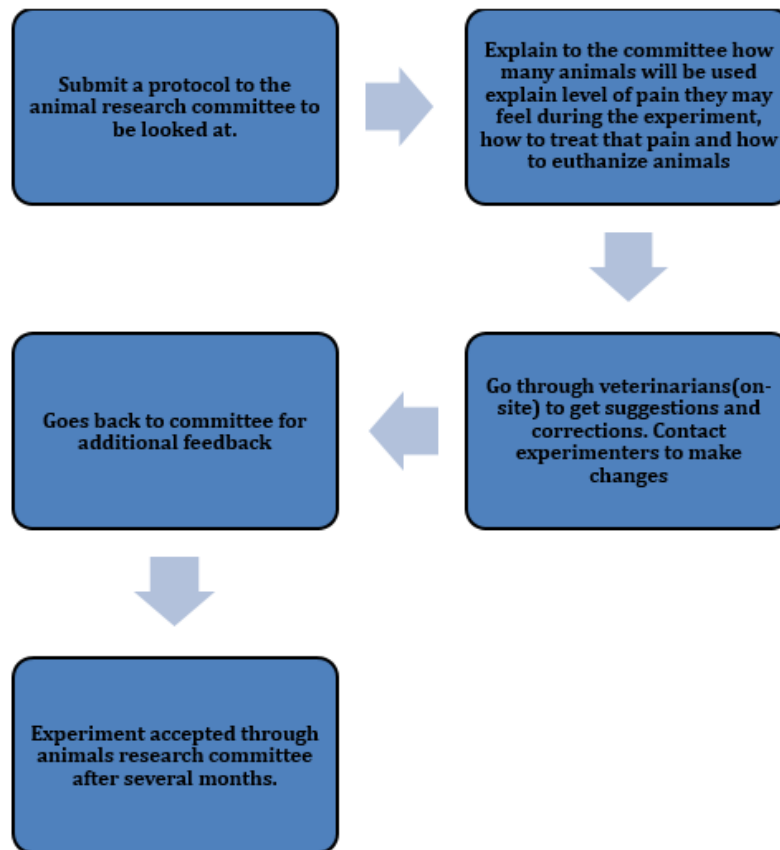 Submit a protocol to the
animal research committee to
be looked at.
Explain to the committee how
many animals will be used
explain level of pain they may
feel during the experiment,
how to treat that pain and how
to euthanize animals
Go through veterinarians(on-
site) to get suggestions and
corrections. Contact
experimenters to make
changes
Goes back to committee for
additional feedback
Experiment accepted through
animals research committee
after several months.